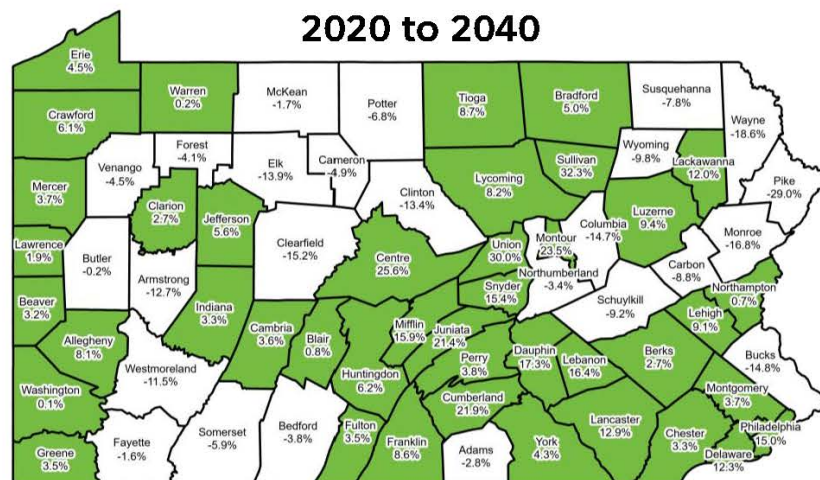 2020 to 2040
Erie
4.5%
Warren
0.2%
McKean
-1.7%
Potter
-6.8%
Tioga
8.7%
Bradford
5.0%
Susquehanna
-7.8%
Wayne
-18.6%
Crawford
6.1%
Forest
-4.1%
Venango
-4.5%
Elk
-13.9%
Cameron
-4.9%
Sullivan
32.3%
Wyoming
-9.8%
Lackawanna
12.0%
Pike
-29.0%
Mercer
3.7%
Clarion
2.7%
Jefferson
5.6%
Clinton
-13.4%
Lycoming
8.2%
Columbia
-14.7%
Luzerne
9.4%
Monroe
-16.8%
Lawrence
1.9%
Butler
-0.2%
Armstrong
-12.7%
Clearfield
-15.2%
Centre
25.6%
Union
30.0%
Montour
23.5%
Northumberland
-3.4%
Carbon
-8.8%
Northampton
0.7%
Beaver
3.2%
Indiana
3.3%
Snyder
15.4%
Schuylkill
-9.2%
Lehigh
9.1%
Allegheny
8.1%
Cambria
3.6%
Blair
0.8%
Mifflin
15.9%
Juniata
21.4%
Perry
3.8%
Dauphin
17.3%
Lebanon
16.4%
Berks
2.7%
Bucks
-14.8%
Washington
0.1%
Westmoreland
-11.5%
Huntingdon
6.2%
Cumberland
21.9%
Montgomery
3.7%
Greene
3.5%
Fayette
-1.6%
Somerset
-5.9%
Bedford
-3.8%
Fulton
3.5%
Franklin
8.6%
Adams
-2.8%
York
4.3%
Lancaster
12.9%
Chester
3.3%
Philadelphia
15.0%
Delaware
12.3%